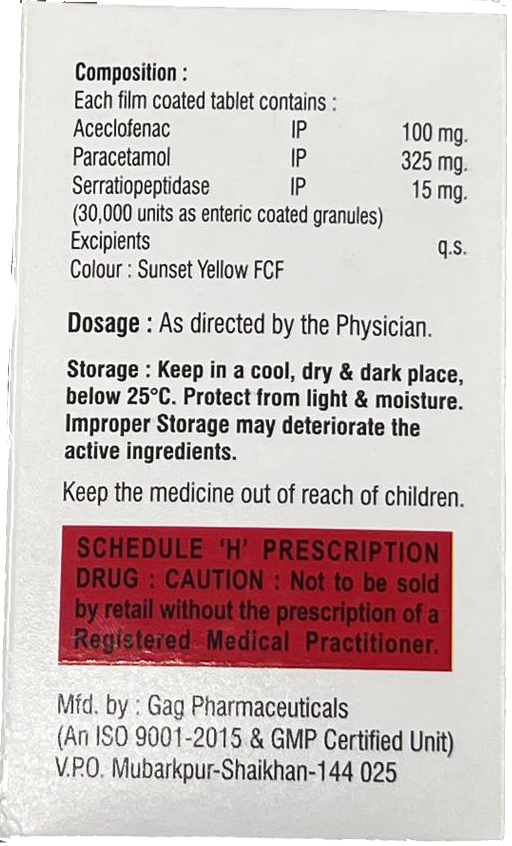 Composition :
Each film coated tablet contains :
Aceclofenac IP 100 mg.
Paracetamol IP 325 mg.
Serratiopeptidase IP 15 mg.
(30,000 units as enteric coated granules)
Excipients q.s.
Colour : Sunset Yellow FCF
Dosage : As directed by the Physician.
Storage : Keep in a cool, dry & dark place,
below 25°C. Protect from light & moisture.
Improper Storage may deteriorate the
active ingredients.
Keep the medicine out of reach of children.
SCHEDULE 'H' PRESCRIPTION
DRUG : CAUTION : Not to be sold
by retail without the prescription of a
Registered Medical Practitioner.
Mfd. by : Gag Pharmaceuticals
(An ISO 9001-2015 & GMP Certified Unit)
V.P.O. Mubarkpur-Shaikhan-144 025